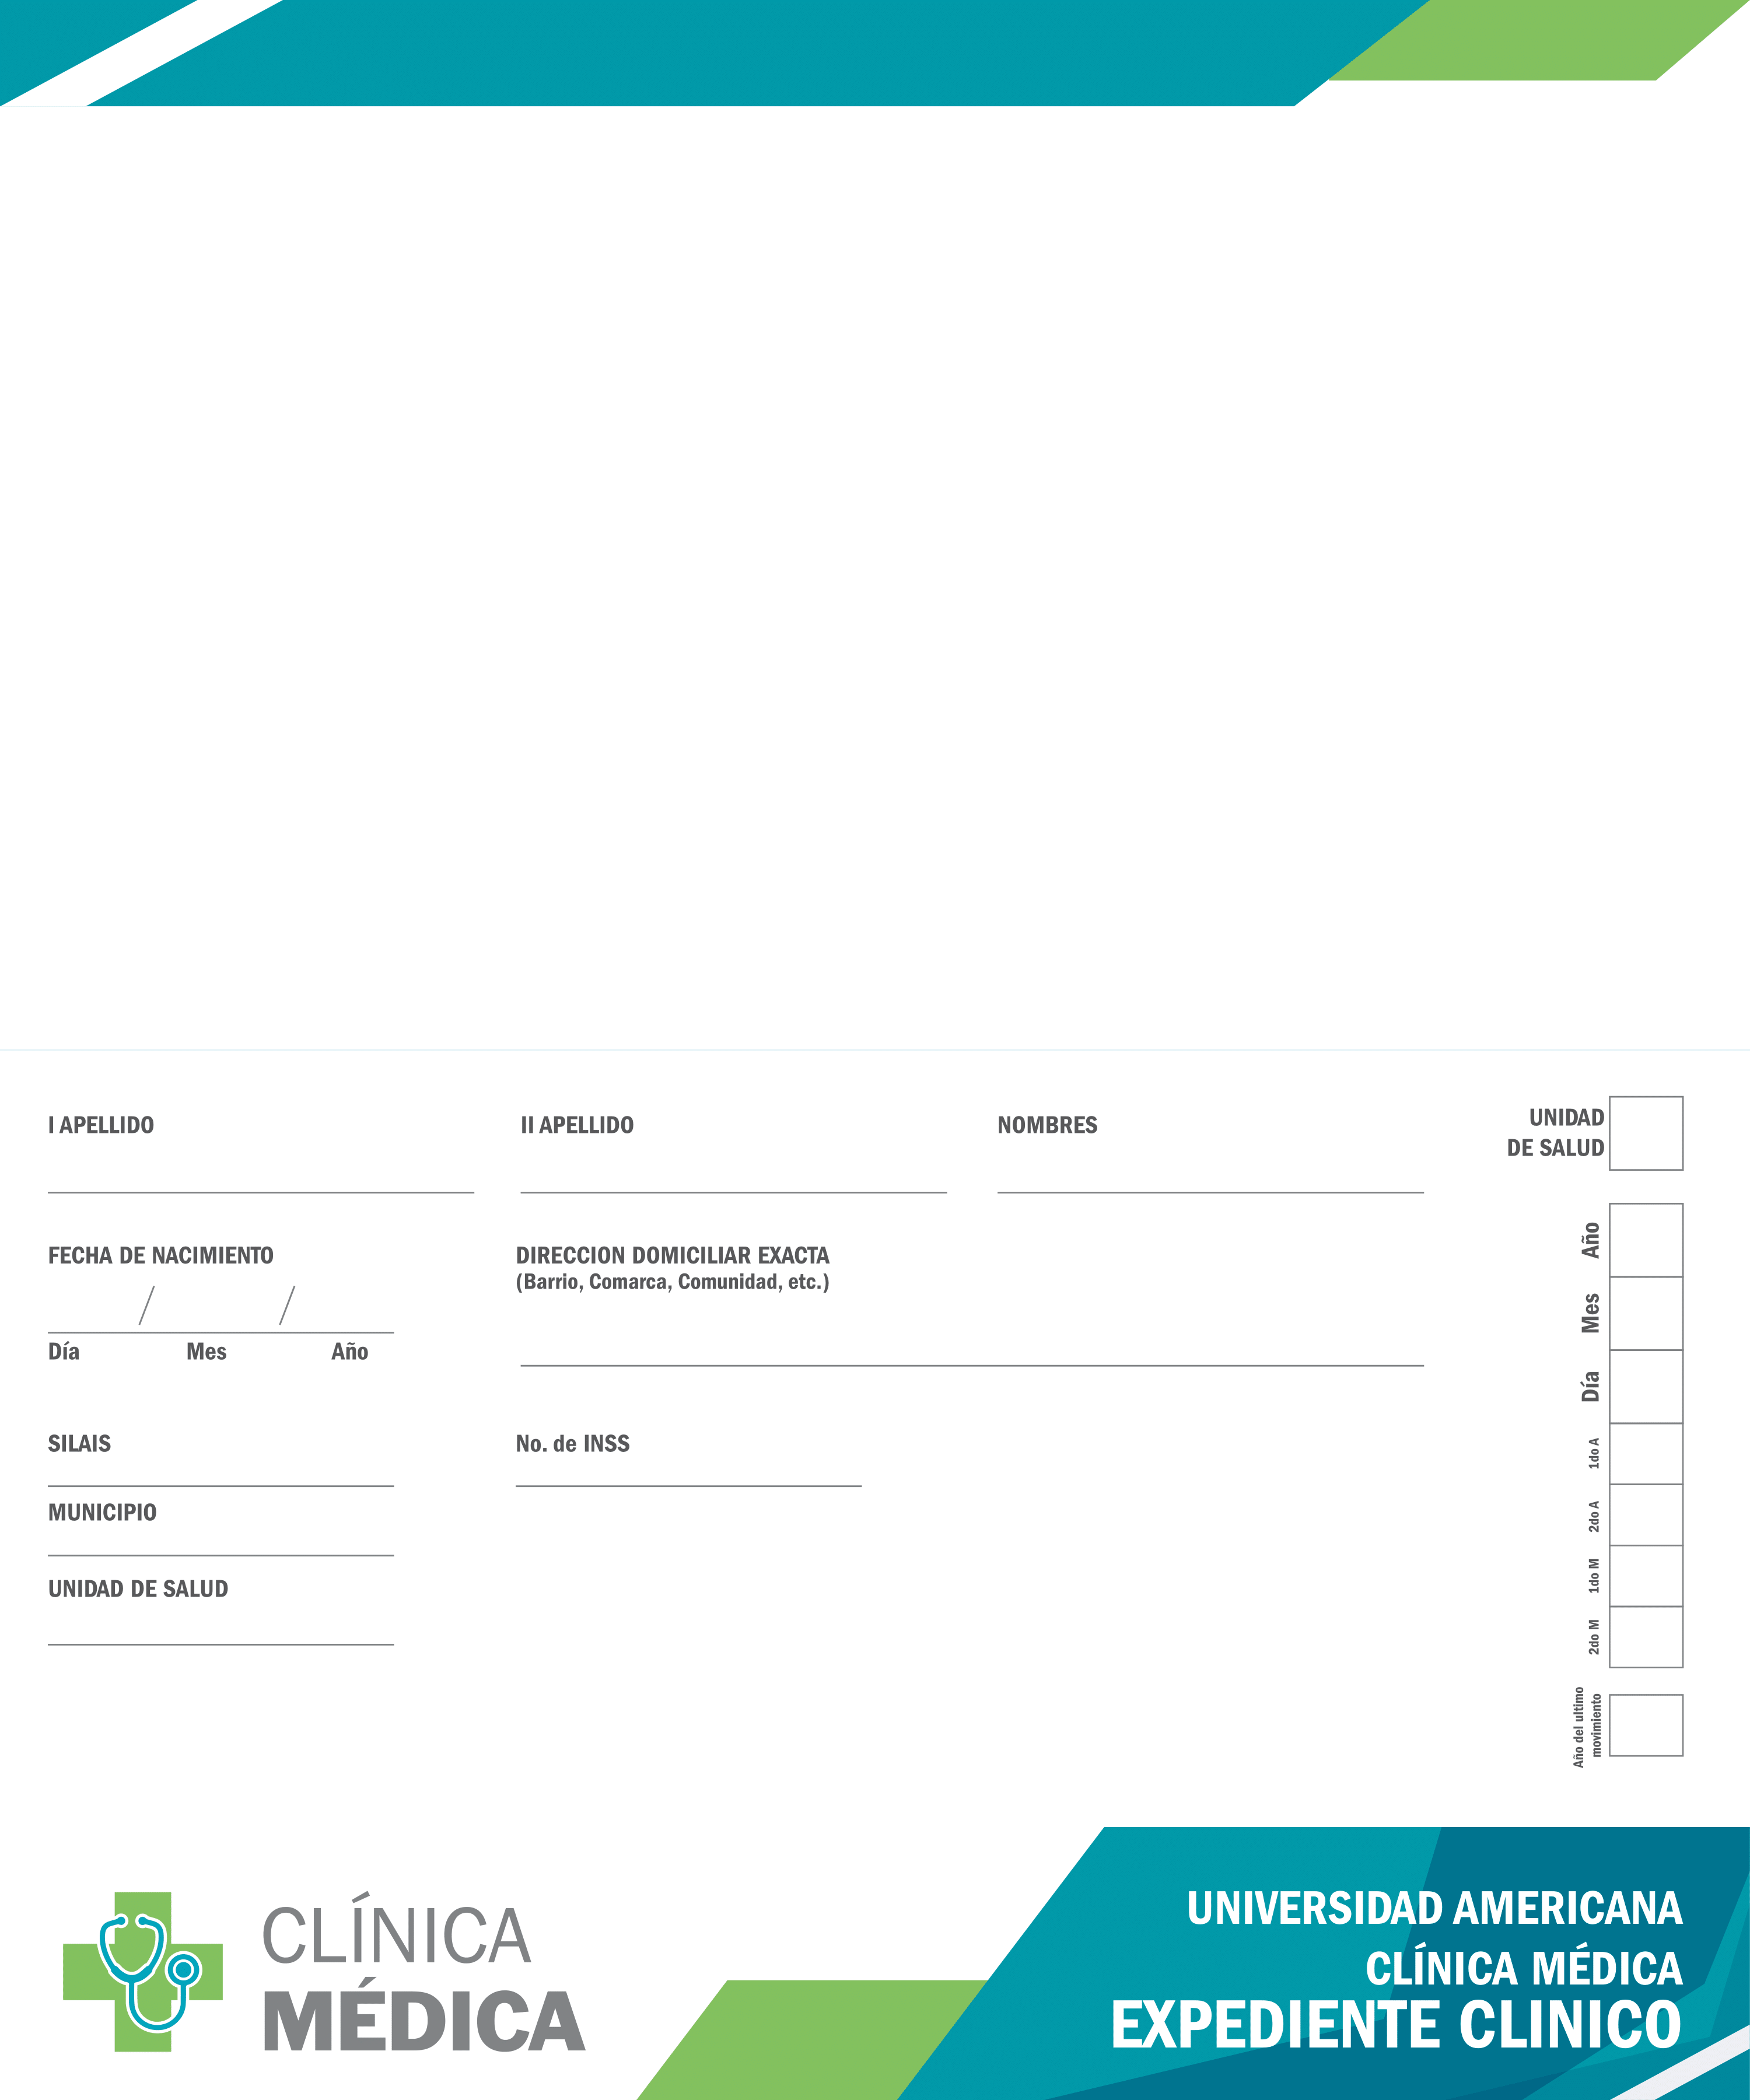 I APELLIDO
II APELLIDO
NOMBRES
UNIDAD
DE SALUD
FECHA DE NACIMIENTO
/ /
Día Mes Año
DIRECCION DOMICILIAR EXACTA
(Barrio, Comarca, Comunidad, etc.)
SILAIS
No. de INSS
MUNICIPIO
UNIDAD DE SALUD
Año
Mes
Día
1do A
2do A
1do M
2do M
Año del ultimo
movimiento
CLÍNICA
MÉDICA
UNIVERSIDAD AMERICANA
CLÍNICA MÉDICA
EXPEDIENTE CLINICO